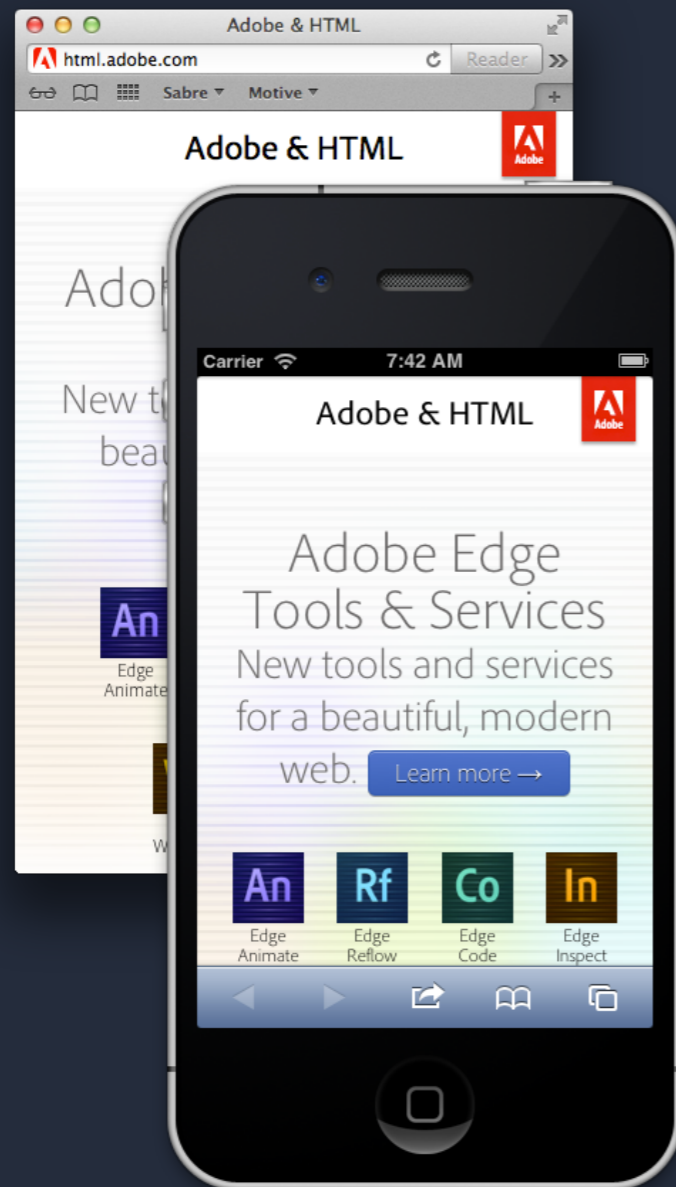 Adobe & HTML
html.adobe.com
Reader
Sabre
Motive
Adobe & HTML
Adobe
New
An
Edge
Animate
Carrier
7:42 AM
Adobe & HTML
Adobe
Adobe Edge
Tools & Services
New tools and services
for a beautiful, modern
web. Learn more →
An
Rf
Co
In
Edge
Animate
Edge
Reflow
Edge
Code
Edge
Inspect